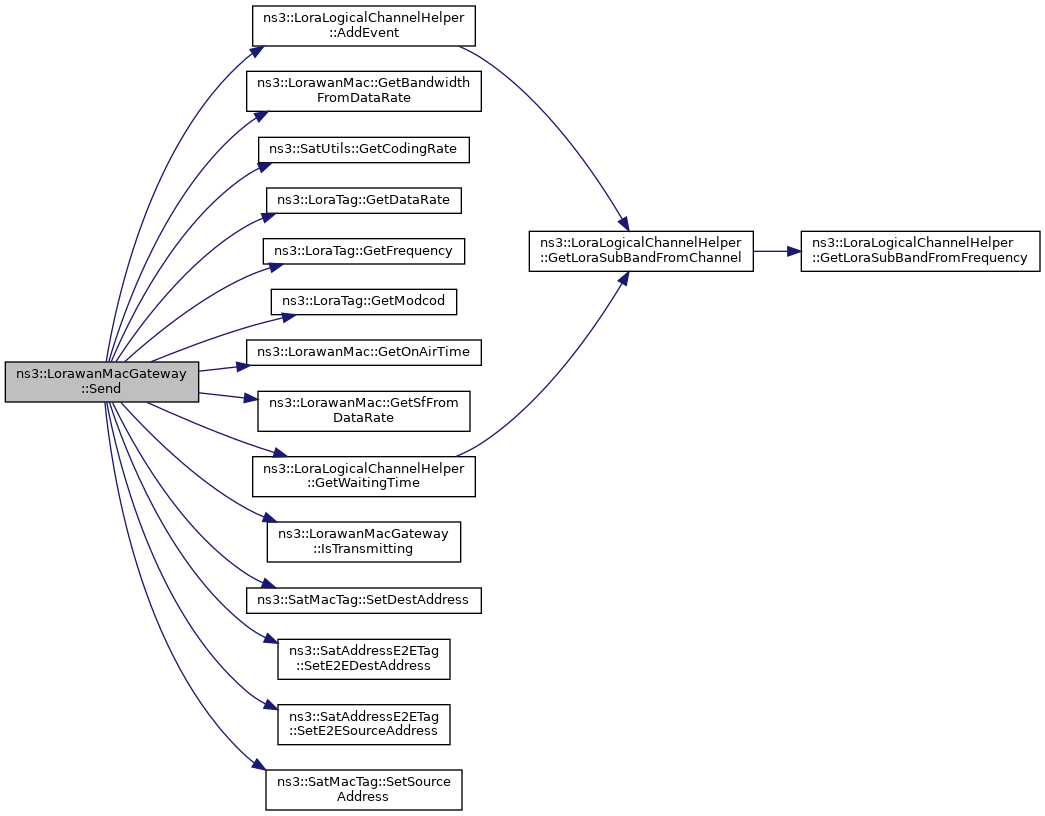 ns3::LorawanMacGateway
::Send
ns3::LoraLogicalChannelHelper
::AddEvent
ns3::LorawanMac::GetBandwidth
FromDataRate
ns3::SatUtils::GetCodingRate
ns3::LoraTag::GetDataRate
ns3::LoraTag::GetFrequency
ns3::LoraTag::GetModcod
ns3::LorawanMac::GetOnAirTime
ns3::LorawanMac::GetSfFrom
DataRate
ns3::LoraLogicalChannelHelper
::GetWaitingTime
ns3::LorawanMacGateway
::IsTransmitting
ns3::SatMacTag::SetDestAddress
ns3::SatAddressE2ETag
::SetE2EDestAddress
ns3::SatAddressE2ETag
::SetE2ESourceAddress
ns3::SatMacTag::SetSource
Address
ns3::LoraLogicalChannelHelper
::GetLoraSubBandFromChannel
ns3::LoraLogicalChannelHelper
::GetLoraSubBandFromFrequency